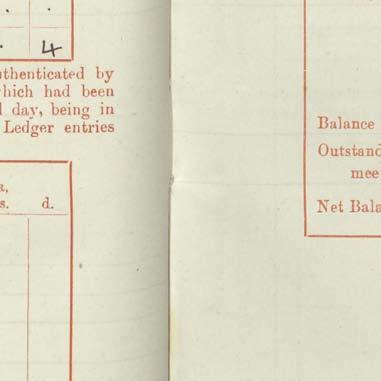 . 4
uthenticated by
hich had been
day, being in
Ledger entries
s. d.
Balance
Outstand
mee
Net Bala